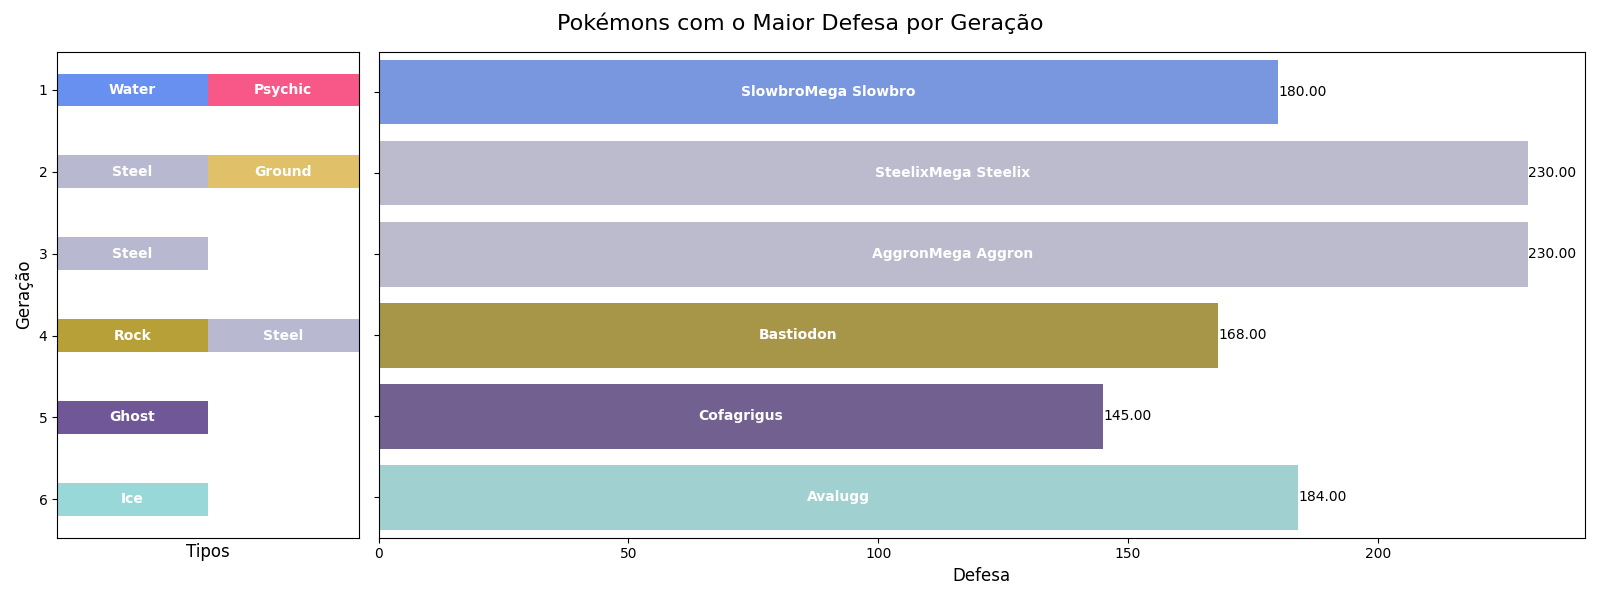 Pokémons com o Maior Defesa por Geração
Geração
1
Water
Psychic
SlowbroMega Slowbro
180.00
2
Steel
Ground
SteelixMega Steelix
230.00
3
Steel
AggronMega Aggron
230.00
4
Rock
Steel
Bastiodon
168.00
5
Ghost
Cofagrigus
145.00
6
Ice
Avalugg
184.00
Tipos
0
50
100
150
200
Defesa